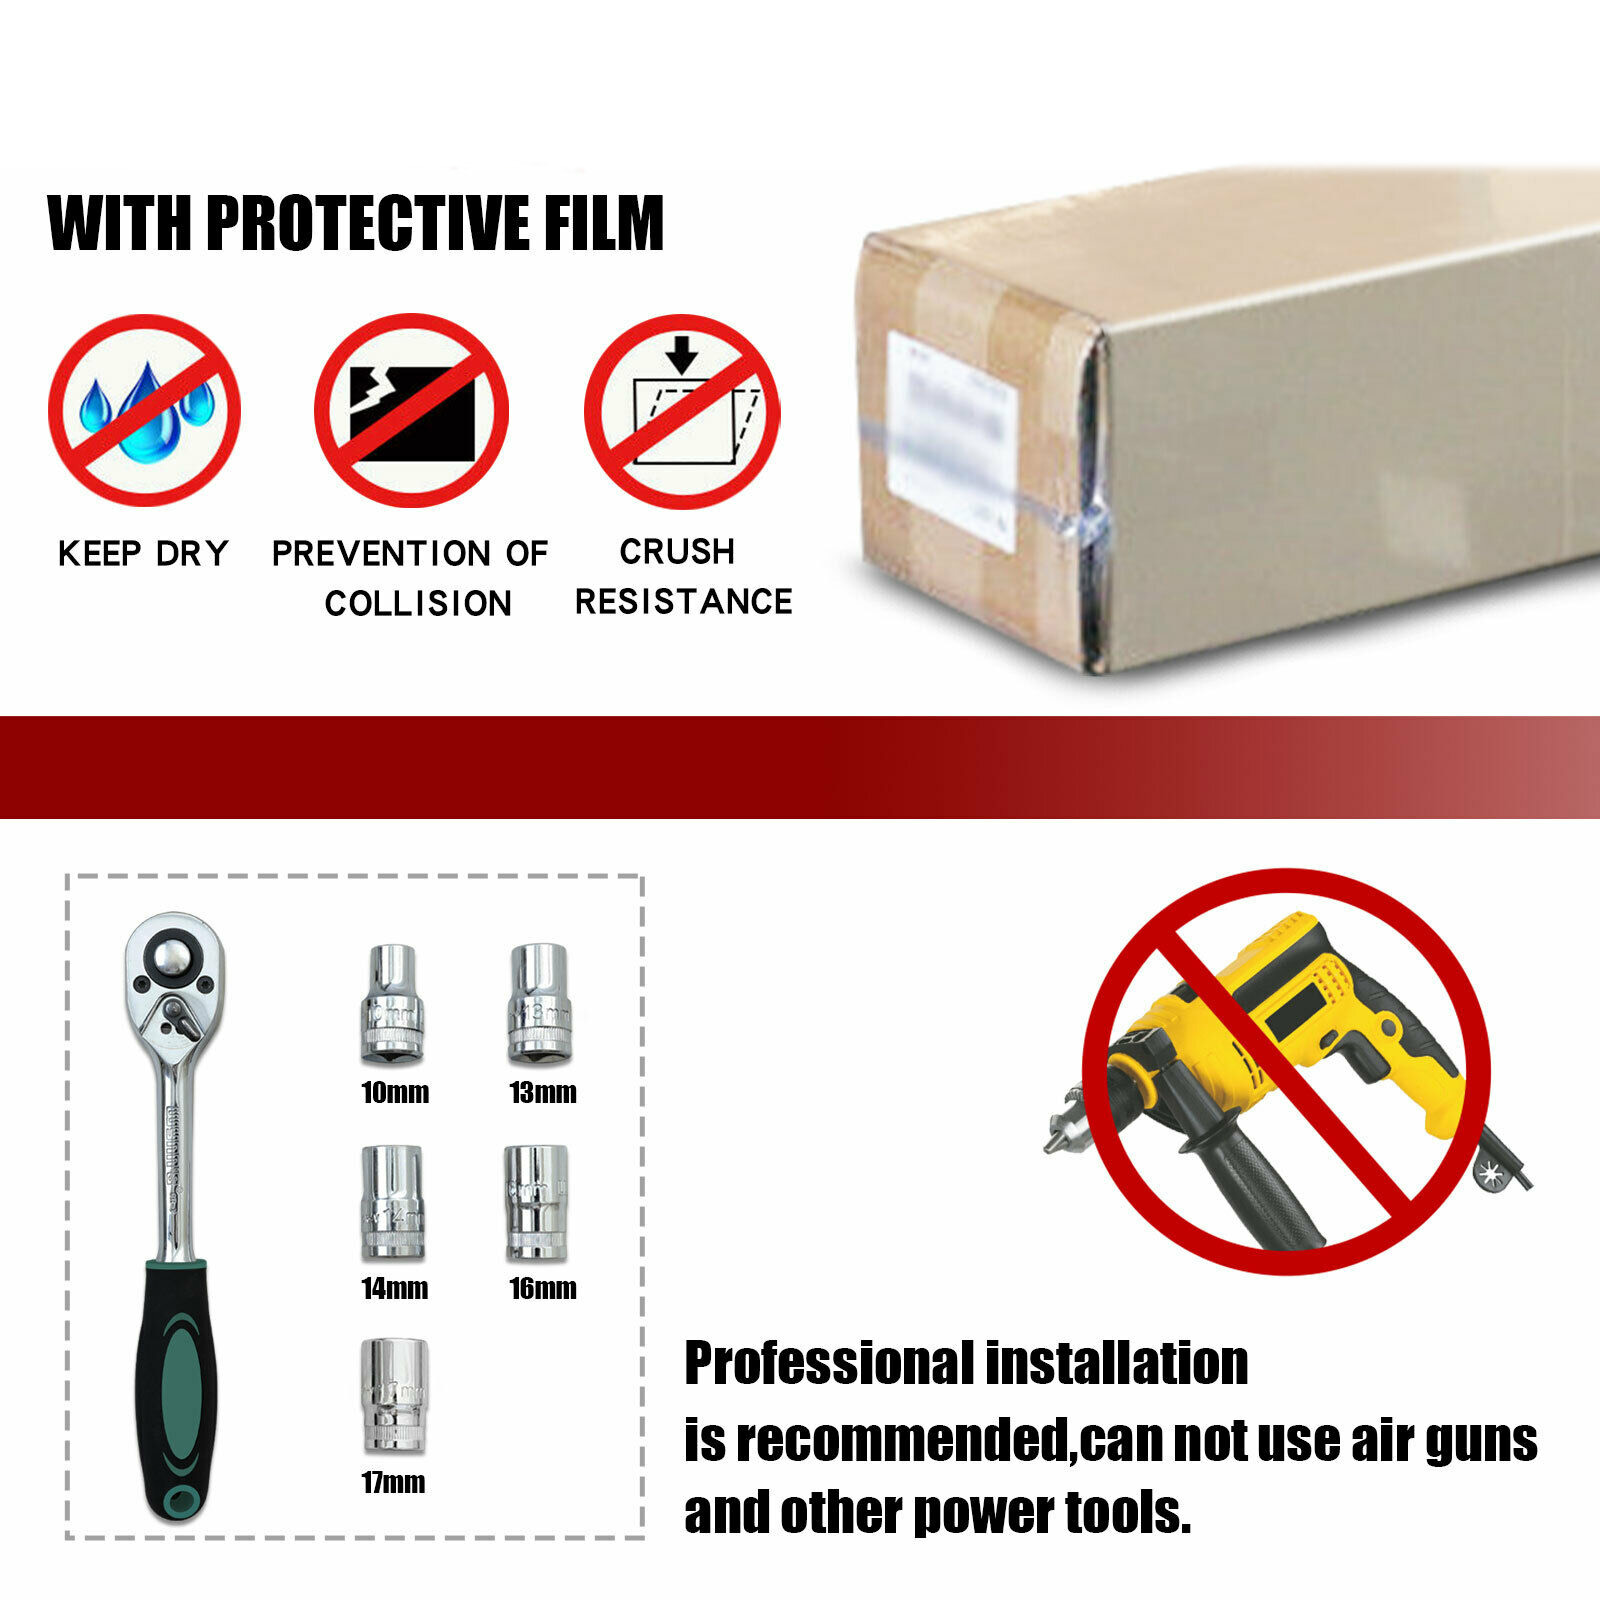 WITH PROTECTIVE FILM
KEEP DRY
PREVENTION OF
COLLISION
CRUSH
RESISTANCE
10mm
13mm
14mm
16mm
17mm
Professional installation
is recommended,can not use air guns
and other power tools.